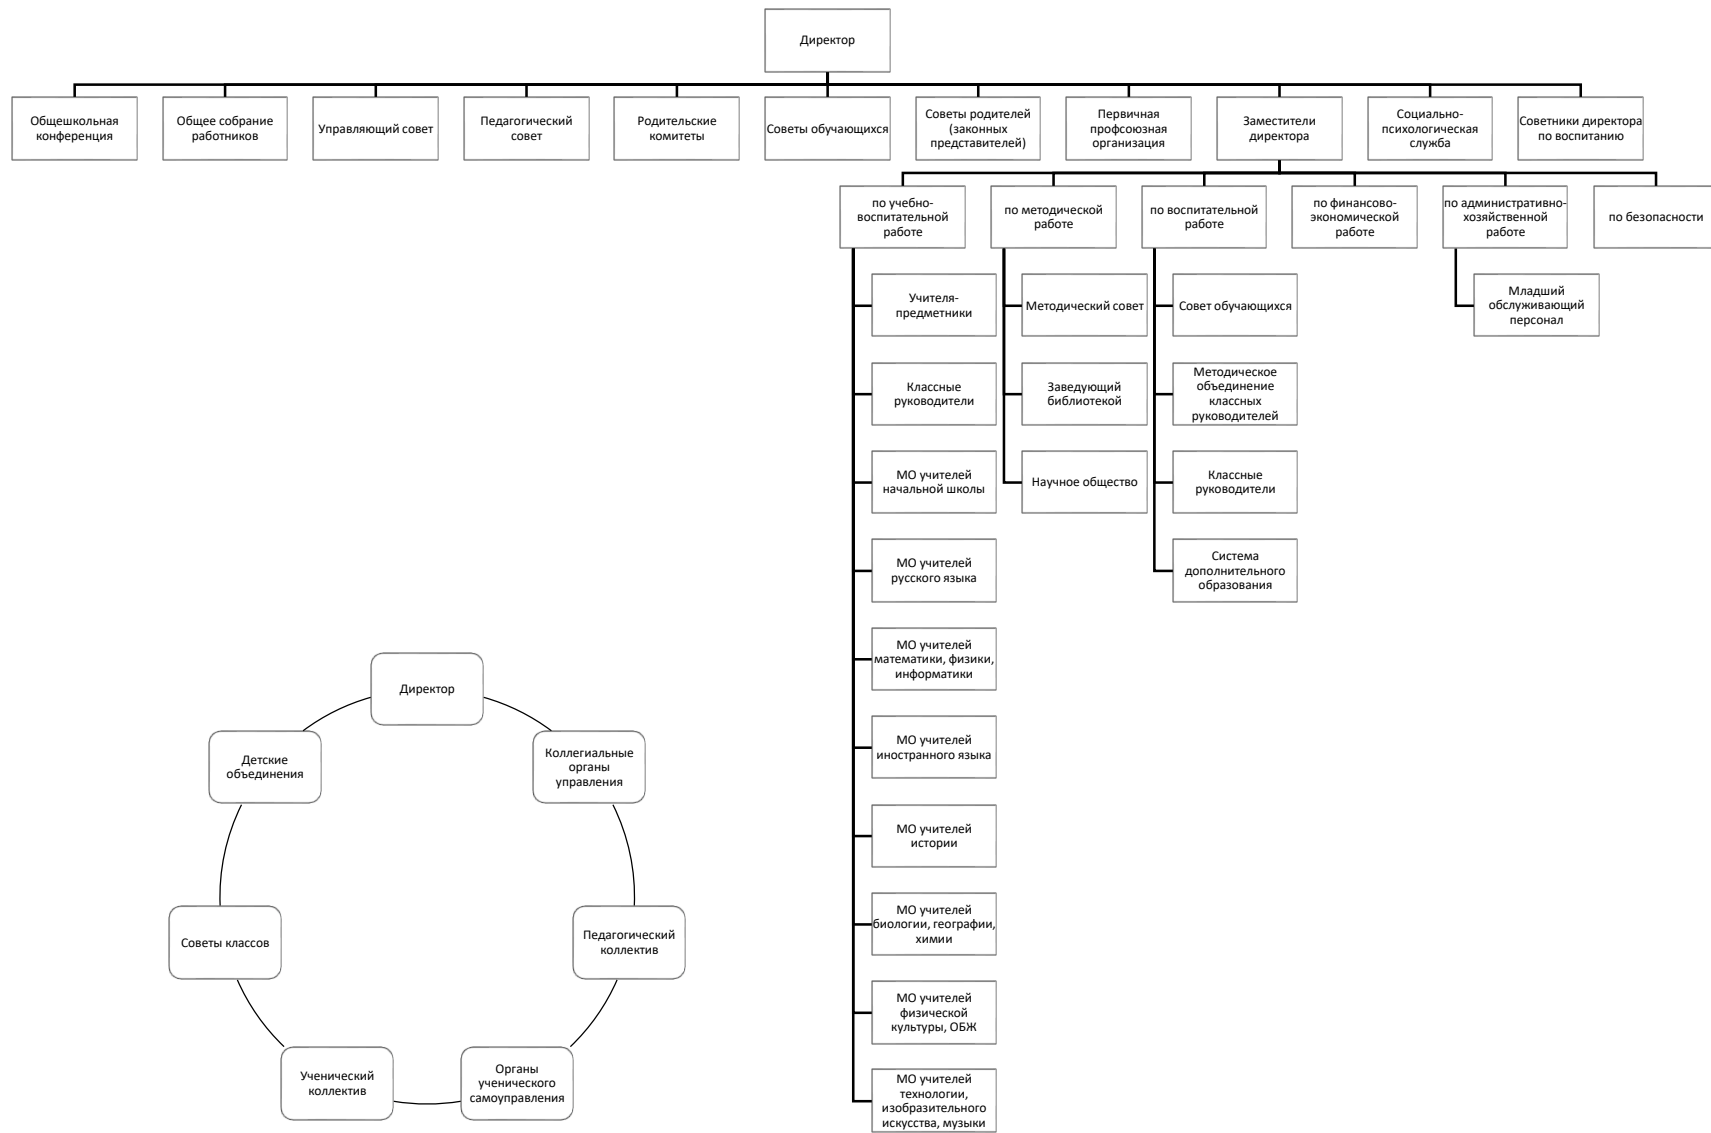 Директор
Общешкольная
конференция
Общее собрание
работников
Управляющий совет
Педагогический
совет
Родительские
комитеты
Советы обучающихся
Советы родителей
(законных
представителей)
Первичная
профсоюзная
организация
Заместители
директора
Социально-
психологическая
служба
Советники директора
по воспитанию
по учебно-
воспитательной
работе
по методической
работе
по воспитательной
работе
по финансово-
экономической
работе
по административно-
хозяйственной
работе
по безопасности
Учителя-
предметники
Классные
руководители
МО учителей
начальной школы
МО учителей
русского языка
МО учителей
математики, физики,
информатики
МО учителей
иностранного языка
МО учителей
истории
МО учителей
биологии, географии,
химии
МО учителей
физической
культуры, ОБЖ
МО учителей
технологии,
изобразительного
искусства, музыки
Методический совет
Заведующий
библиотекой
Научное общество
Совет обучающихся
Методическое
объединение
классных
руководителей
Классные
руководители
Система
дополнительного
образования
Младший
обслуживающий
персонал
Директор
Коллегиальные
органы
управления
Педагогический
коллектив
Органы
ученического
самоуправления
Ученический
коллектив
Советы классов
Детские
объединения